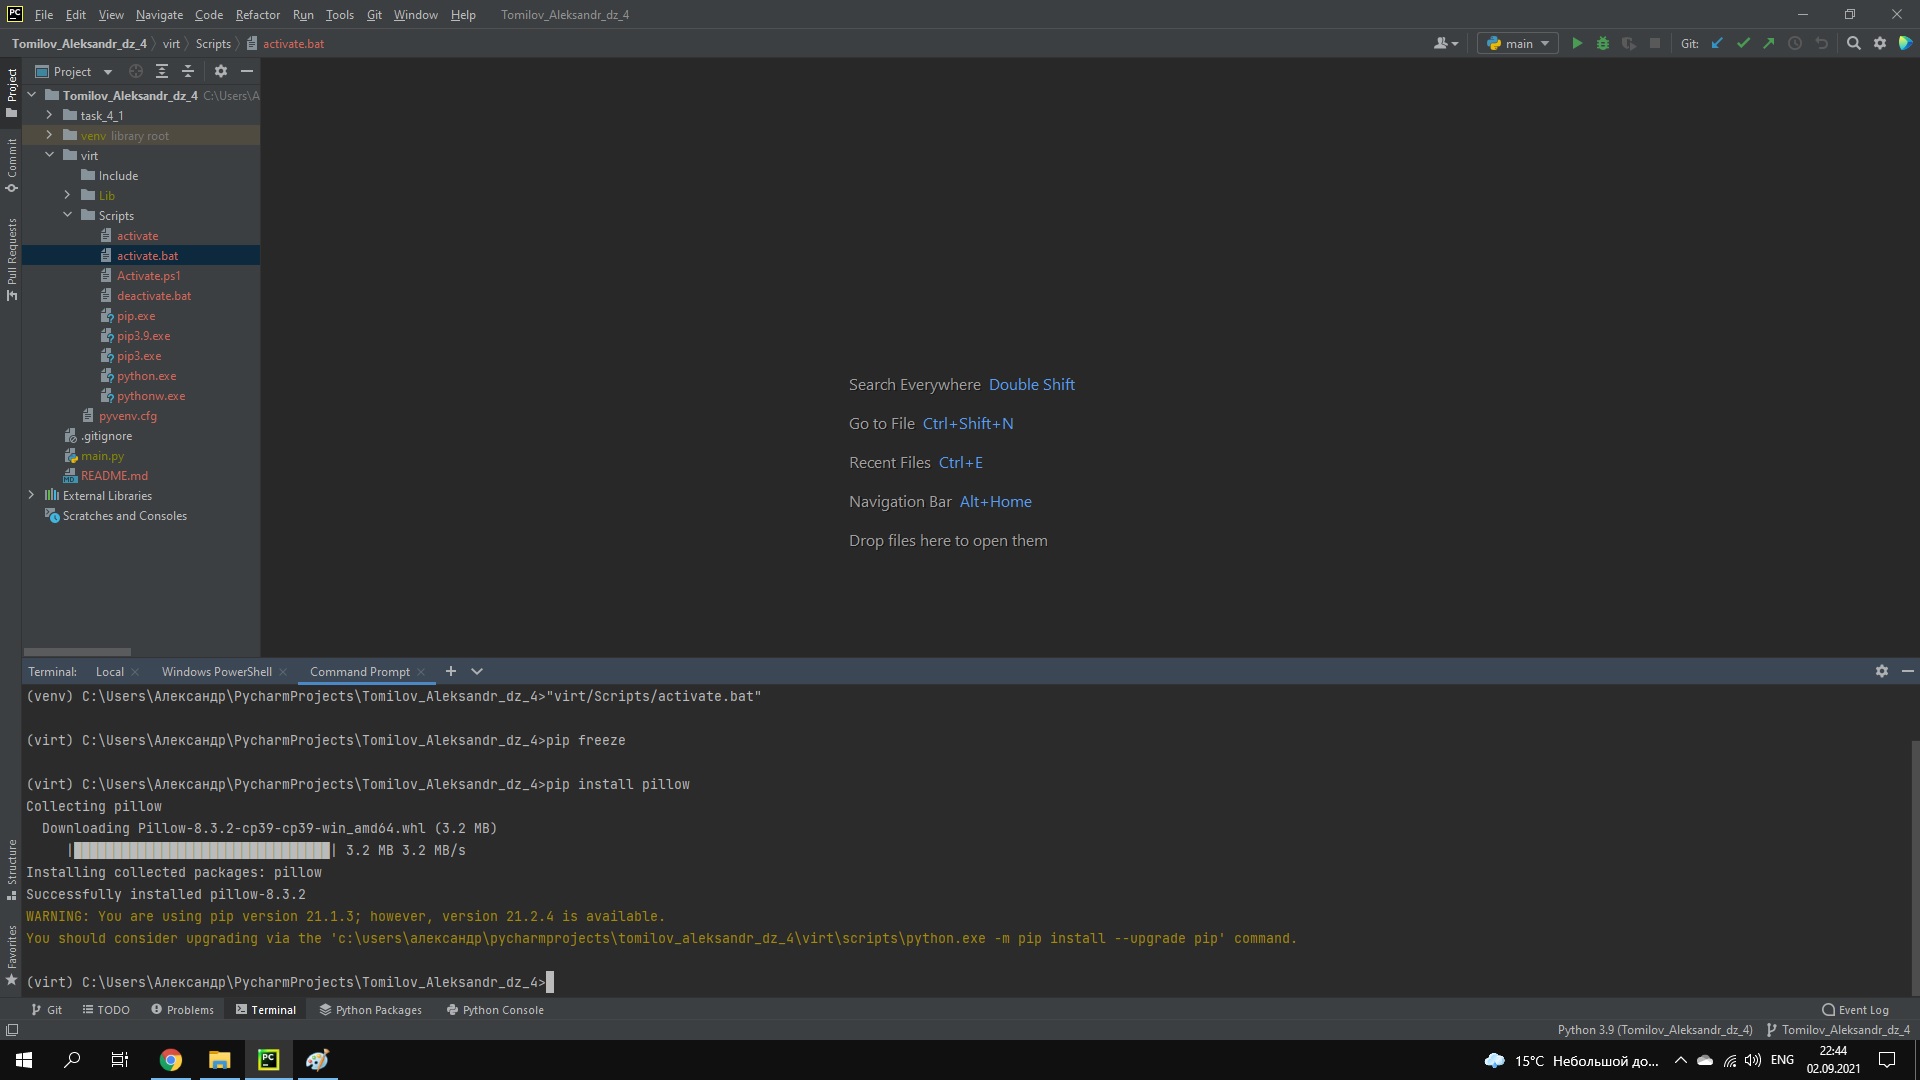 PC File Edit View Navigate Code Refactor Run Tools Git Window Help Tomilov_Aleksandr_dz_4
Tomilov_Aleksandr_dz_4 virt Scripts activate.bat main Git:
Project
Tomilov_Aleksandr_dz_4 C:\Users\A
task_4_1
venv library root
virt
Include
Lib
Scripts
activate
activate.bat
Activate.ps1
deactivate.bat
pip.exe
pip3.9.exe
pip3.exe
python.exe
pythonw.exe
pyvenv.cfg
.gitignore
main.py
README.md
External Libraries
Scratches and Consoles
Project
Commit
Pull Requests
Structure
Favorites
Search Everywhere Double Shift
Go to File Ctrl+Shift+N
Recent Files Ctrl+E
Navigation Bar Alt+Home
Drop files here to open them
Terminal: Local Windows PowerShell Command Prompt
(venv) C:\Users\Александр\PycharmProjects\Tomilov_Aleksandr_dz_4>"virt/Scripts/activate.bat"
(virt) C:\Users\Александр\PycharmProjects\Tomilov_Aleksandr_dz_4>pip freeze
(virt) C:\Users\Александр\PycharmProjects\Tomilov_Aleksandr_dz_4>pip install pillow
Collecting pillow
Downloading Pillow-8.3.2-cp39-cp39-win_amd64.whl (3.2 MB)
|████████████████████████████████| 3.2 MB 3.2 MB/s
Installing collected packages: pillow
Successfully installed pillow-8.3.2
WARNING: You are using pip version 21.1.3; however, version 21.2.4 is available.
You should consider upgrading via the 'c:\users\александр\pycharmprojects\tomilov_aleksandr_dz_4\virt\scripts\python.exe -m pip install --upgrade pip' command.
(virt) C:\Users\Александр\PycharmProjects\Tomilov_Aleksandr_dz_4>
Git TODO Problems Terminal Python Packages Python Console Event Log
Python 3.9 (Tomilov_Aleksandr_dz_4) Tomilov_Aleksandr_dz_4
PC 15°C Небольшой до... ENG 22:44
02.09.2021